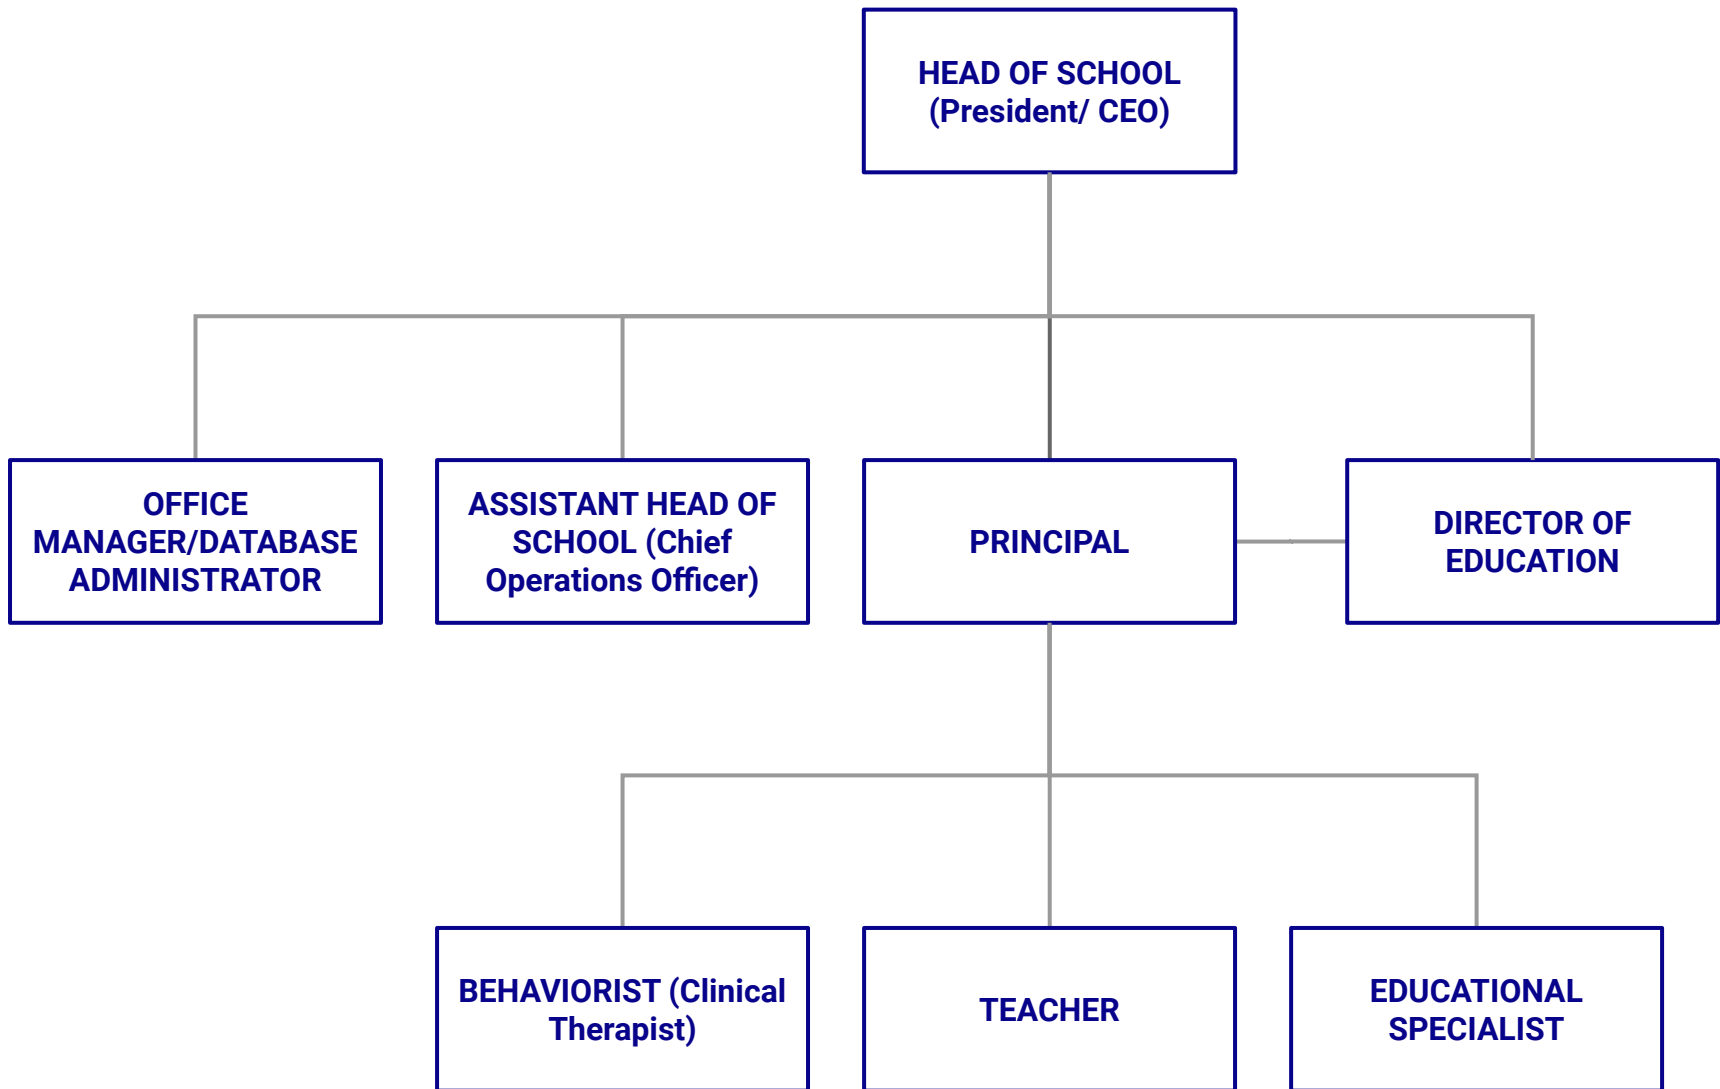 HEAD OF SCHOOL
(President/ CEO)
OFFICE
MANAGER/DATABASE
ADMINISTRATOR
ASSISTANT HEAD OF
SCHOOL (Chief
Operations Officer)
PRINCIPAL
DIRECTOR OF
EDUCATION
BEHAVIORIST (Clinical
Therapist)
TEACHER
EDUCATIONAL
SPECIALIST